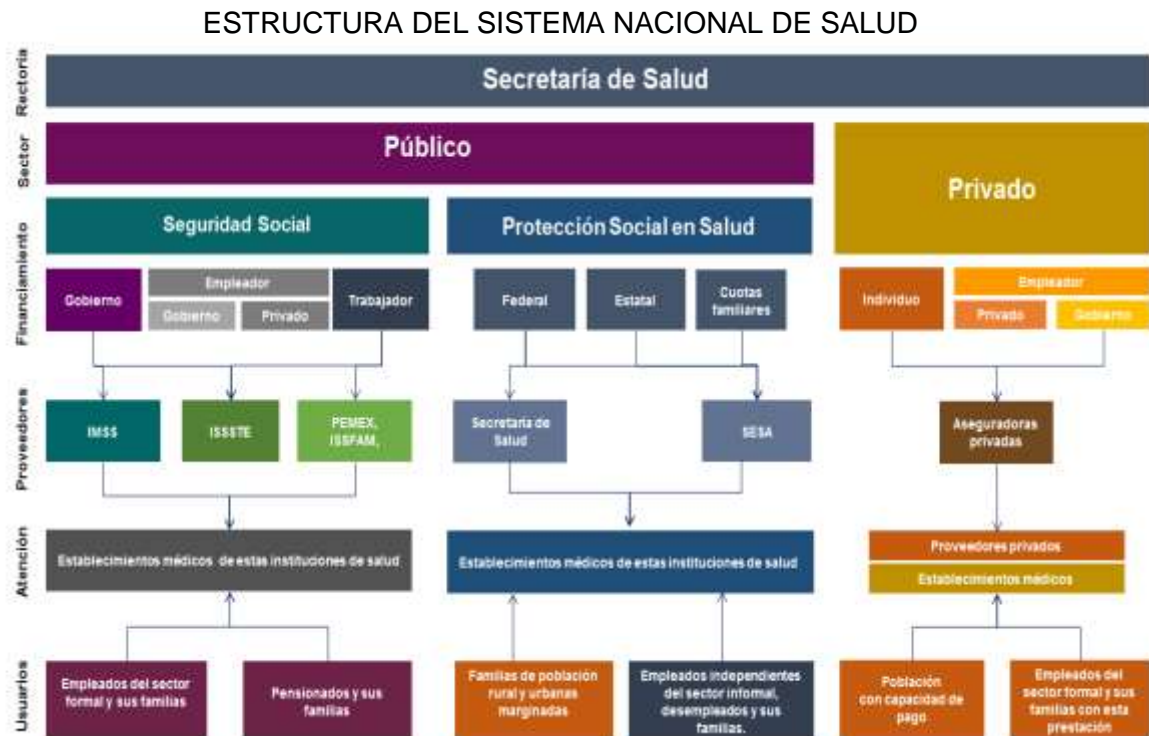 ESTRUCTURA DEL SISTEMA NACIONAL DE SALUD
Rectoría
Secretaría de Salud
Sector
Público
Privado
Financiamiento
Seguridad Social
Protección Social en Salud
Gobierno
Empleador
Gobierno
Privado
Trabajador
Federal
Estatal
Cuotas
familiares
Individuo
Empleador
Privado
Gobierno
Proveedores
IMSS
ISSSTE
PEMEX,
ISSFAM,
Secretaría de
Salud
SESA
Aseguradoras
privadas
Atención
Establecimientos médicos de estas instituciones de salud
Establecimientos médicos de estas instituciones de salud
Proveedores privados
Establecimientos médicos
Usuarios
Empleados del sector
formal y sus familias
Pensionados y sus
familias
Familias de población
rural y urbanas
marginadas
Empleados independientes
del sector informal,
desempleados y sus
familias.
Población
con capacidad de
pago
Empleados del
sector formal y sus
familias con esta
prestación